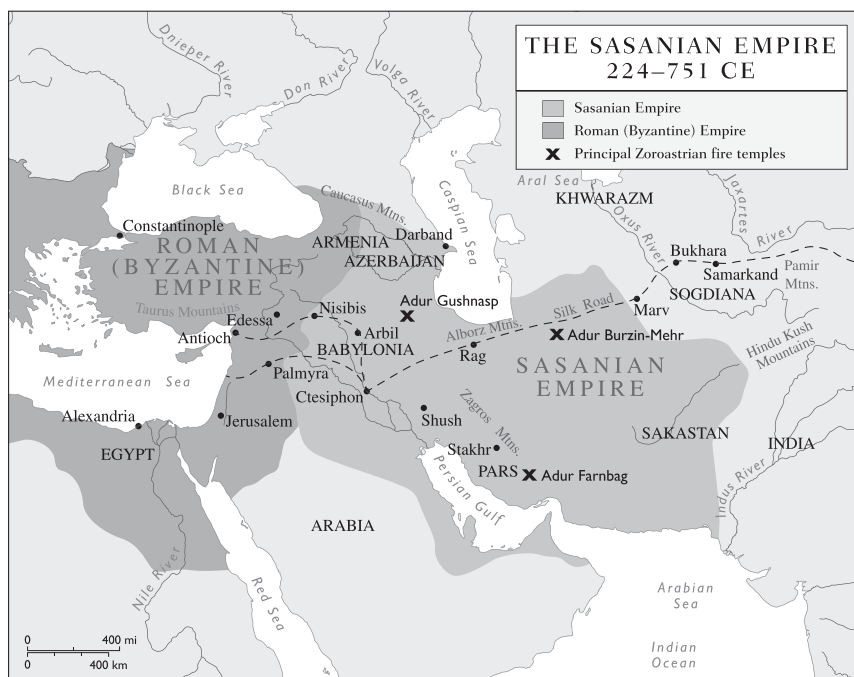 THE SASANIAN EMPIRE
224–751 CE
Sasanian Empire
Roman (Byzantine) Empire
Principal Zoroastrian fire temples
Dnieper River
Don River
Volga River
Aral Sea
KHWARAZM
Jaxartes
River
Oxus River
Black Sea
Caucasus Mtns.
Caspian Sea
Constantinople
ROMAN
(BYZANTINE)
EMPIRE
ARMENIA
Darband
AZERBAIJAN
Bukhara
Samarkand
SOGDIANA
Pamir
Mtns.
Taurus Mountains
Edessa
Nisibis
Adur Gushnasp
Silk Road
Marv
Antioch
Arbil
BABYLONIA
Alborz Mtns.
Rag
Adur Burzin-Mehr
Hindu Kush
Mountains
SASANIAN
EMPIRE
Mediterranean Sea
Palmyra
Ctesiphon
Zagros Mtns.
Alexandria
Jerusalem
Shush
SAKASTAN
INDIA
EGYPT
Stakhr
PARS
Adur Farnbag
Indus River
Persian Gulf
ARABIA
Nile River
Red Sea
Arabian
Sea
Indian
Ocean
0 400 mi
0 400 km